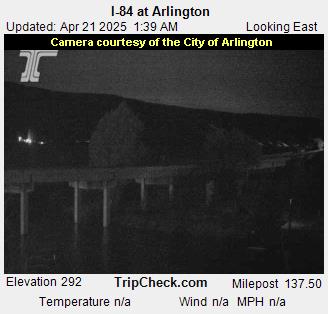 I-84 at Arlington
Updated: Apr 21 2025 1:39 AM Looking East
Camera courtesy of the City of Arlington
Elevation 292 TripCheck.com Milepost 137.50
Temperature n/a Wind n/a MPH n/a